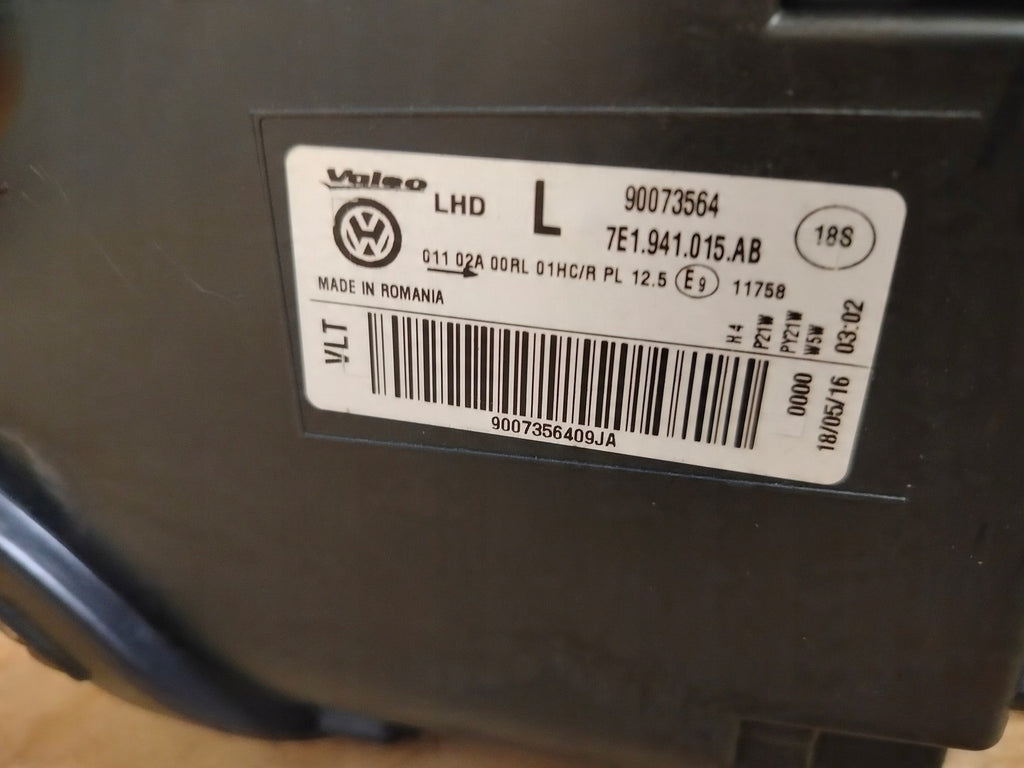 Valeo
LHD L 90073564
7E1.941.015.AB 18S
011 02A 00RL 01HC/R PL 12.5 E9 11758
MADE IN ROMANIA
VLT
H4
P21W
PY21W
W5W
03:02
0000
18/05/16
9007356409JA